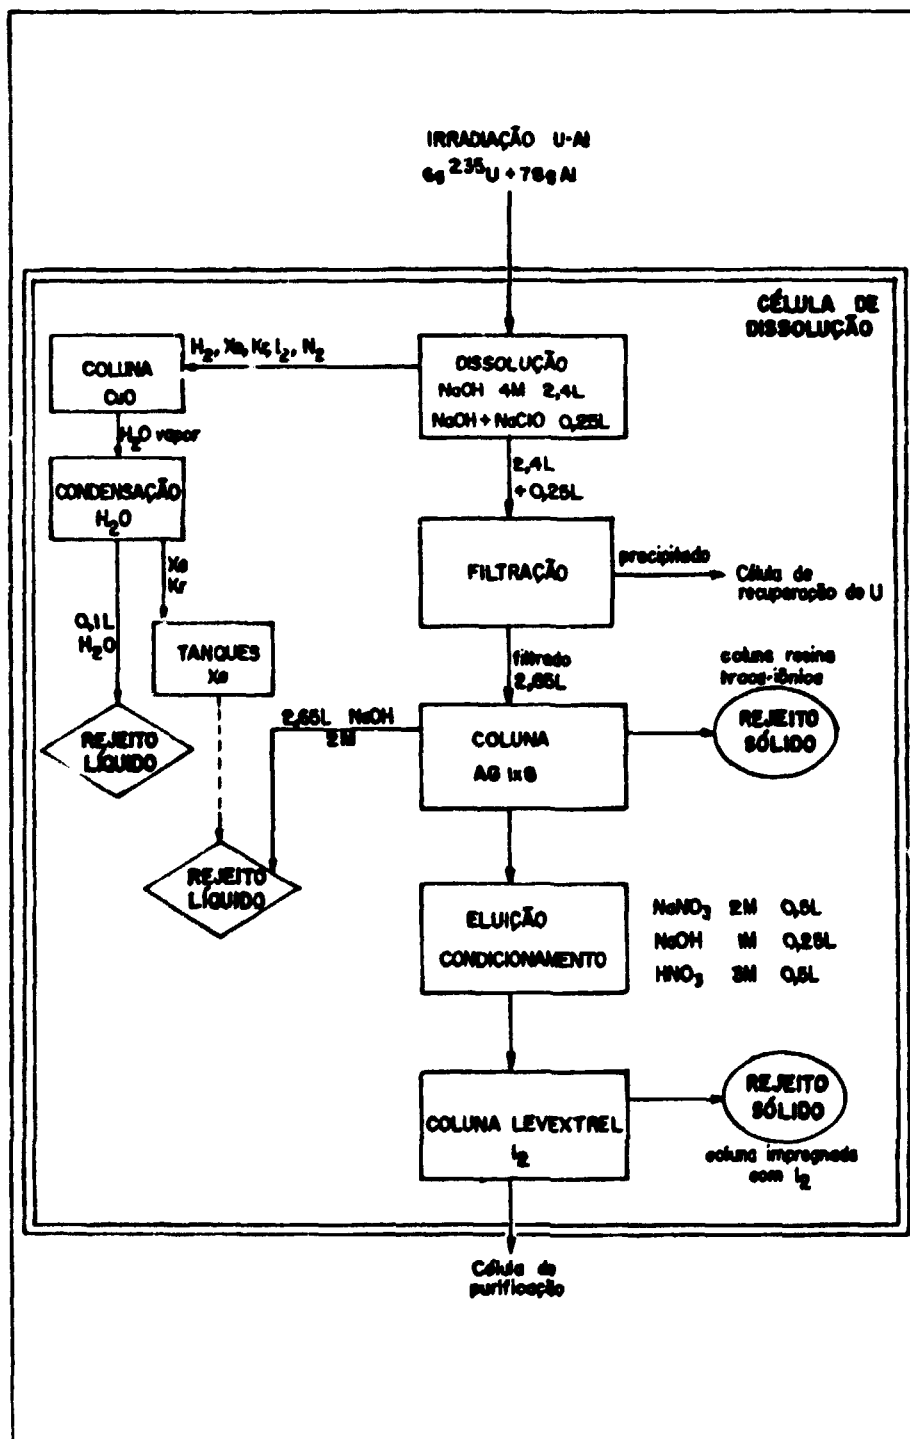 IRRADIAÇÃO U-Al
6g 235U + 78g Al
CÉLULA DE
DISSOLUÇÃO
H2, Xe, Kr, I2, N2
COLUNA
CuO
DISSOLUÇÃO
NaOH 4M 2,4L
NaOH + NaClO 0,25L
H2O vapor
2,4L
+ 0,25L
CONDENSAÇÃO
H2O
FILTRAÇÃO
precipitado
Célula de
recuperação de U
Xe
Kr
0,1L
H2O
TANQUES
Xe
filtrado
2,65L
coluna resina
troca-iônica
REJEITO
SÓLIDO
REJEITO
LÍQUIDO
2,65L NaOH
2M
COLUNA
AG 1x8
REJEITO
LÍQUIDO
ELUIÇÃO
CONDICIONAMENTO
NaNO3 2M 0,5L
NaOH 1M 0,25L
HNO3 3M 0,5L
COLUNA LEVEXTREL
I2
REJEITO
SÓLIDO
coluna impregnada
com I2
Célula de
purificação